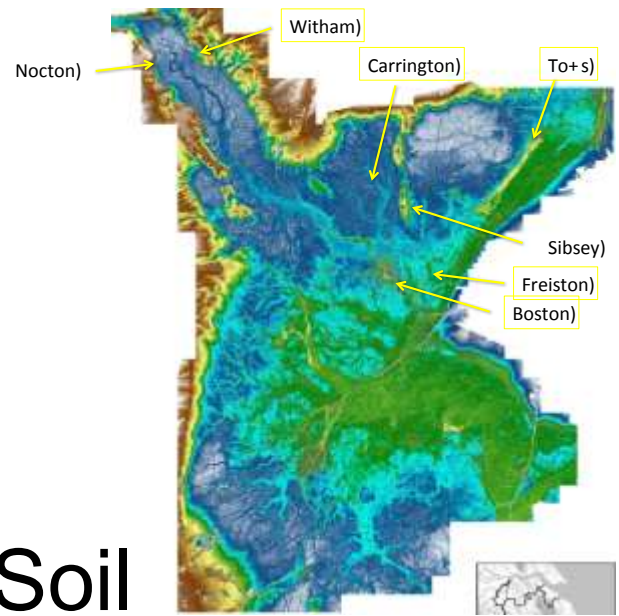 Witham)
Nocton)
Carrington)
To+s)
Sibsey)
Freiston)
Boston)
Soil